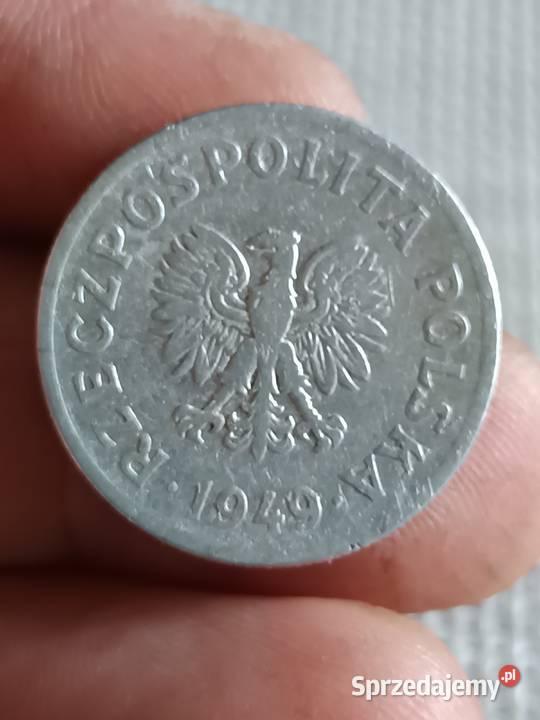 RZECZPOSPOLITA POLSKA
· 1949 ·
Sprzedajemy.pl